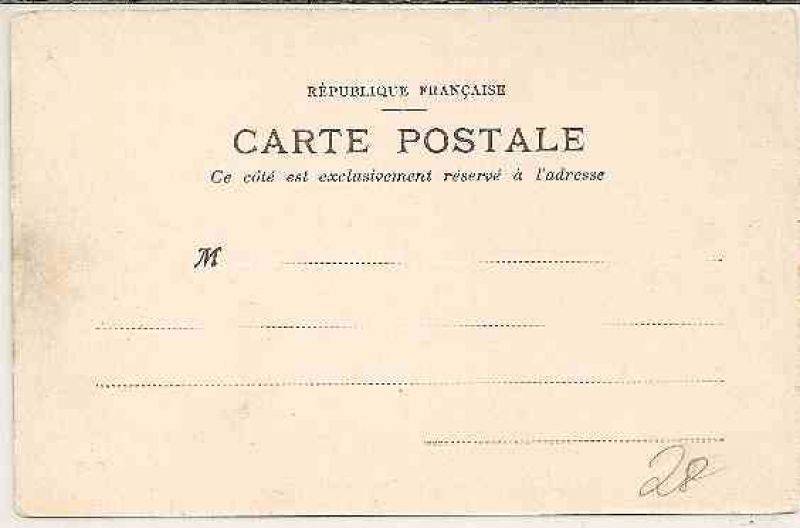 RÉPUBLIQUE FRANÇAISE
CARTE POSTALE
Ce côté est exclusivement réservé à l'adresse
M
28